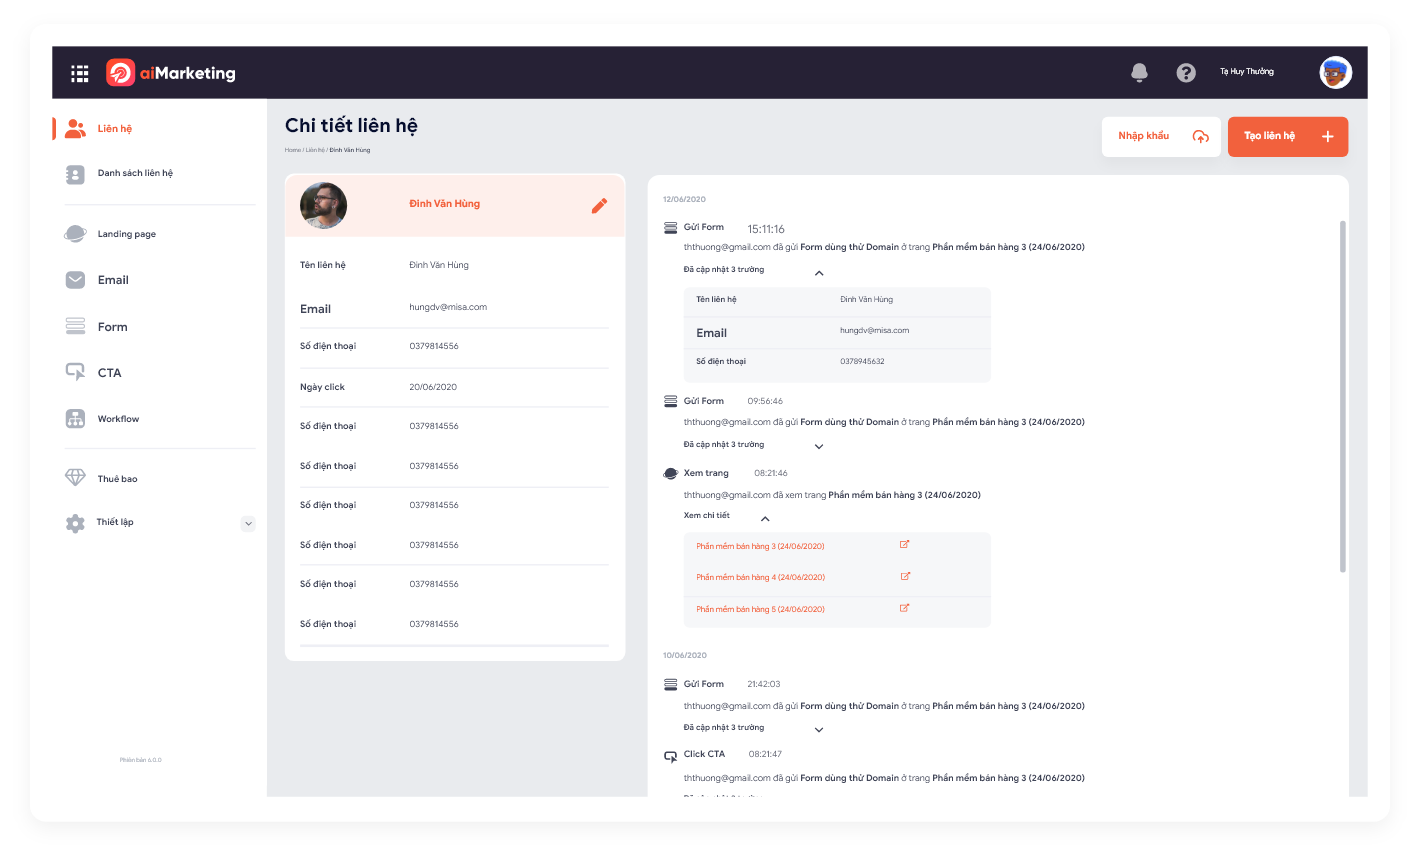 aiMarketing
Tạ Huy Thưởng
Liên hệ
Danh sách liên hệ
Landing page
Email
Form
CTA
Workflow
Thuê bao
Thiết lập
Phiên bản 6.0.0
Chi tiết liên hệ
Home / Liên hệ / Đinh Văn Hùng
Nhập khẩu
Tạo liên hệ
Đinh Văn Hùng
Tên liên hệ Đinh Văn Hùng
Email hungdv@misa.com
Số điện thoại 0379814556
Ngày click 20/06/2020
Số điện thoại 0379814556
Số điện thoại 0379814556
Số điện thoại 0379814556
Số điện thoại 0379814556
Số điện thoại 0379814556
Số điện thoại 0379814556
12/06/2020
Gửi Form 15:11:16
ththuong@gmail.com đã gửi Form dùng thử Domain ở trang Phần mềm bán hàng 3 (24/06/2020)
Đã cập nhật 3 trường
Tên liên hệ Đinh Văn Hùng
Email hungdv@misa.com
Số điện thoại 0378945632
Gửi Form 09:56:46
ththuong@gmail.com đã gửi Form dùng thử Domain ở trang Phần mềm bán hàng 3 (24/06/2020)
Đã cập nhật 3 trường
Xem trang 08:21:46
ththuong@gmail.com đã xem trang Phần mềm bán hàng 3 (24/06/2020)
Xem chi tiết
Phần mềm bán hàng 3 (24/06/2020)
Phần mềm bán hàng 4 (24/06/2020)
Phần mềm bán hàng 5 (24/06/2020)
10/06/2020
Gửi Form 21:42:03
ththuong@gmail.com đã gửi Form dùng thử Domain ở trang Phần mềm bán hàng 3 (24/06/2020)
Đã cập nhật 3 trường
Click CTA 08:21:47
ththuong@gmail.com đã gửi Form dùng thử Domain ở trang Phần mềm bán hàng 3 (24/06/2020)